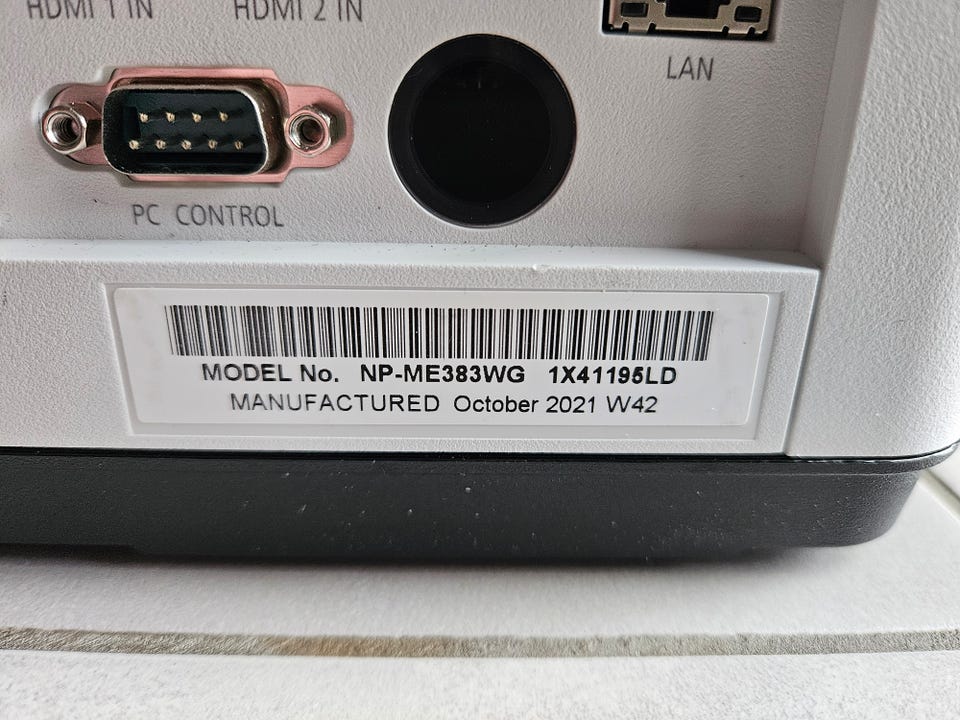 HDMI 1 IN HDMI 2 IN
LAN
PC CONTROL
MODEL No. NP-ME383WG 1X41195LD
MANUFACTURED October 2021 W42